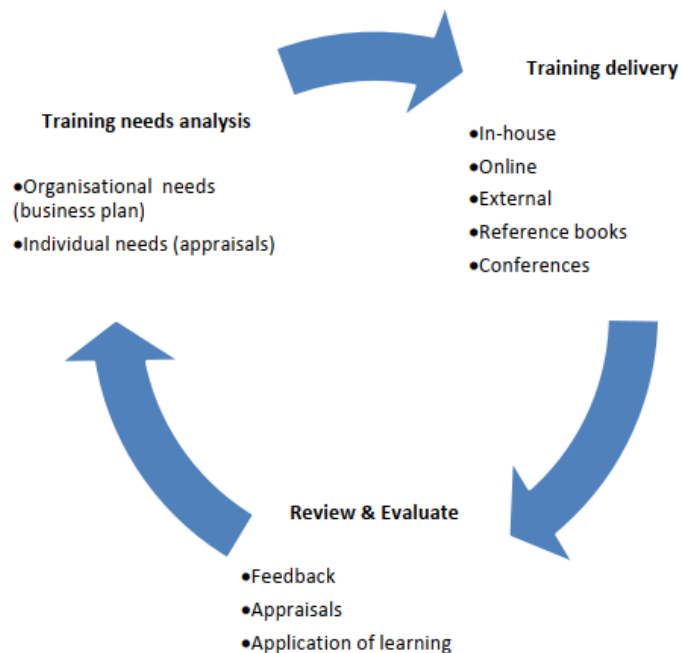 Training needs analysis
•Organisational needs
(business plan)
•Individual needs (appraisals)
Training delivery
•In-house
•Online
•External
•Reference books
•Conferences
Review & Evaluate
•Feedback
•Appraisals
•Application of learning